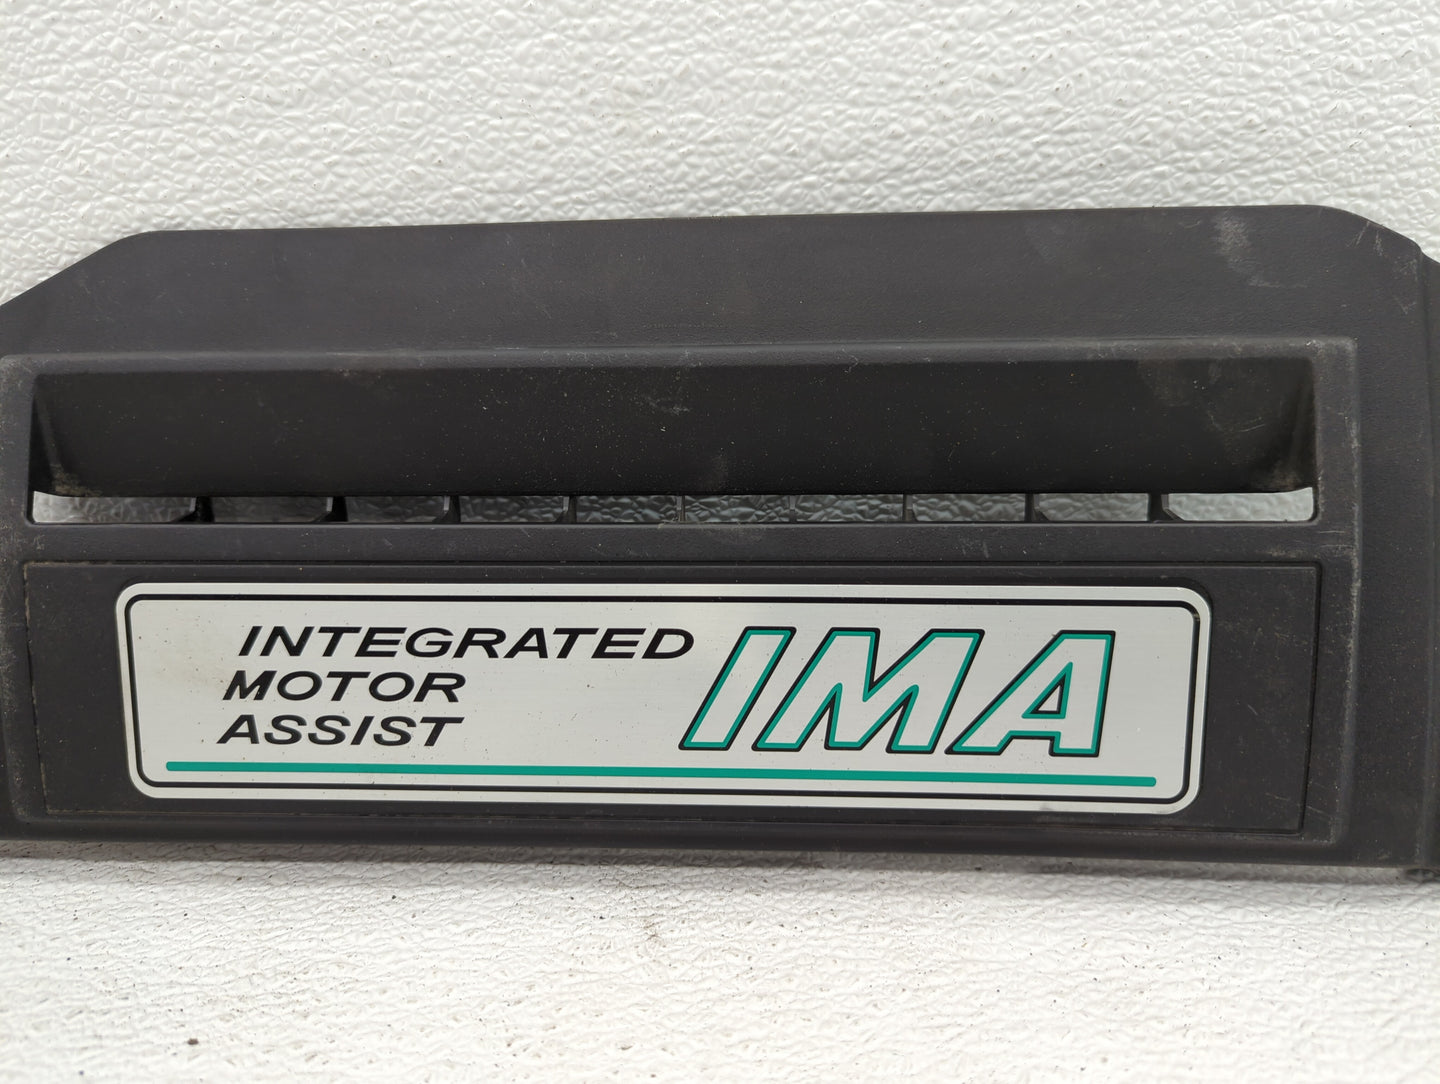 INTEGRATED
MOTOR
ASSIST
IMA